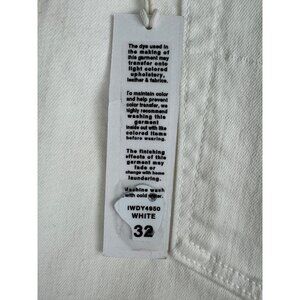 The dye used in
the making of
this garment may
transfer onto
light colored
upholstery,
leather & fabrics.
To maintain color
and help prevent
color transfer, we
highly recommend
washing this
garment
inside out with like
colored items
before wearing.
The finishing
effects of this
garment may
fade or
change with home
laundering.
Machine wash
with cold water.
IWDY4950
WHITE
32